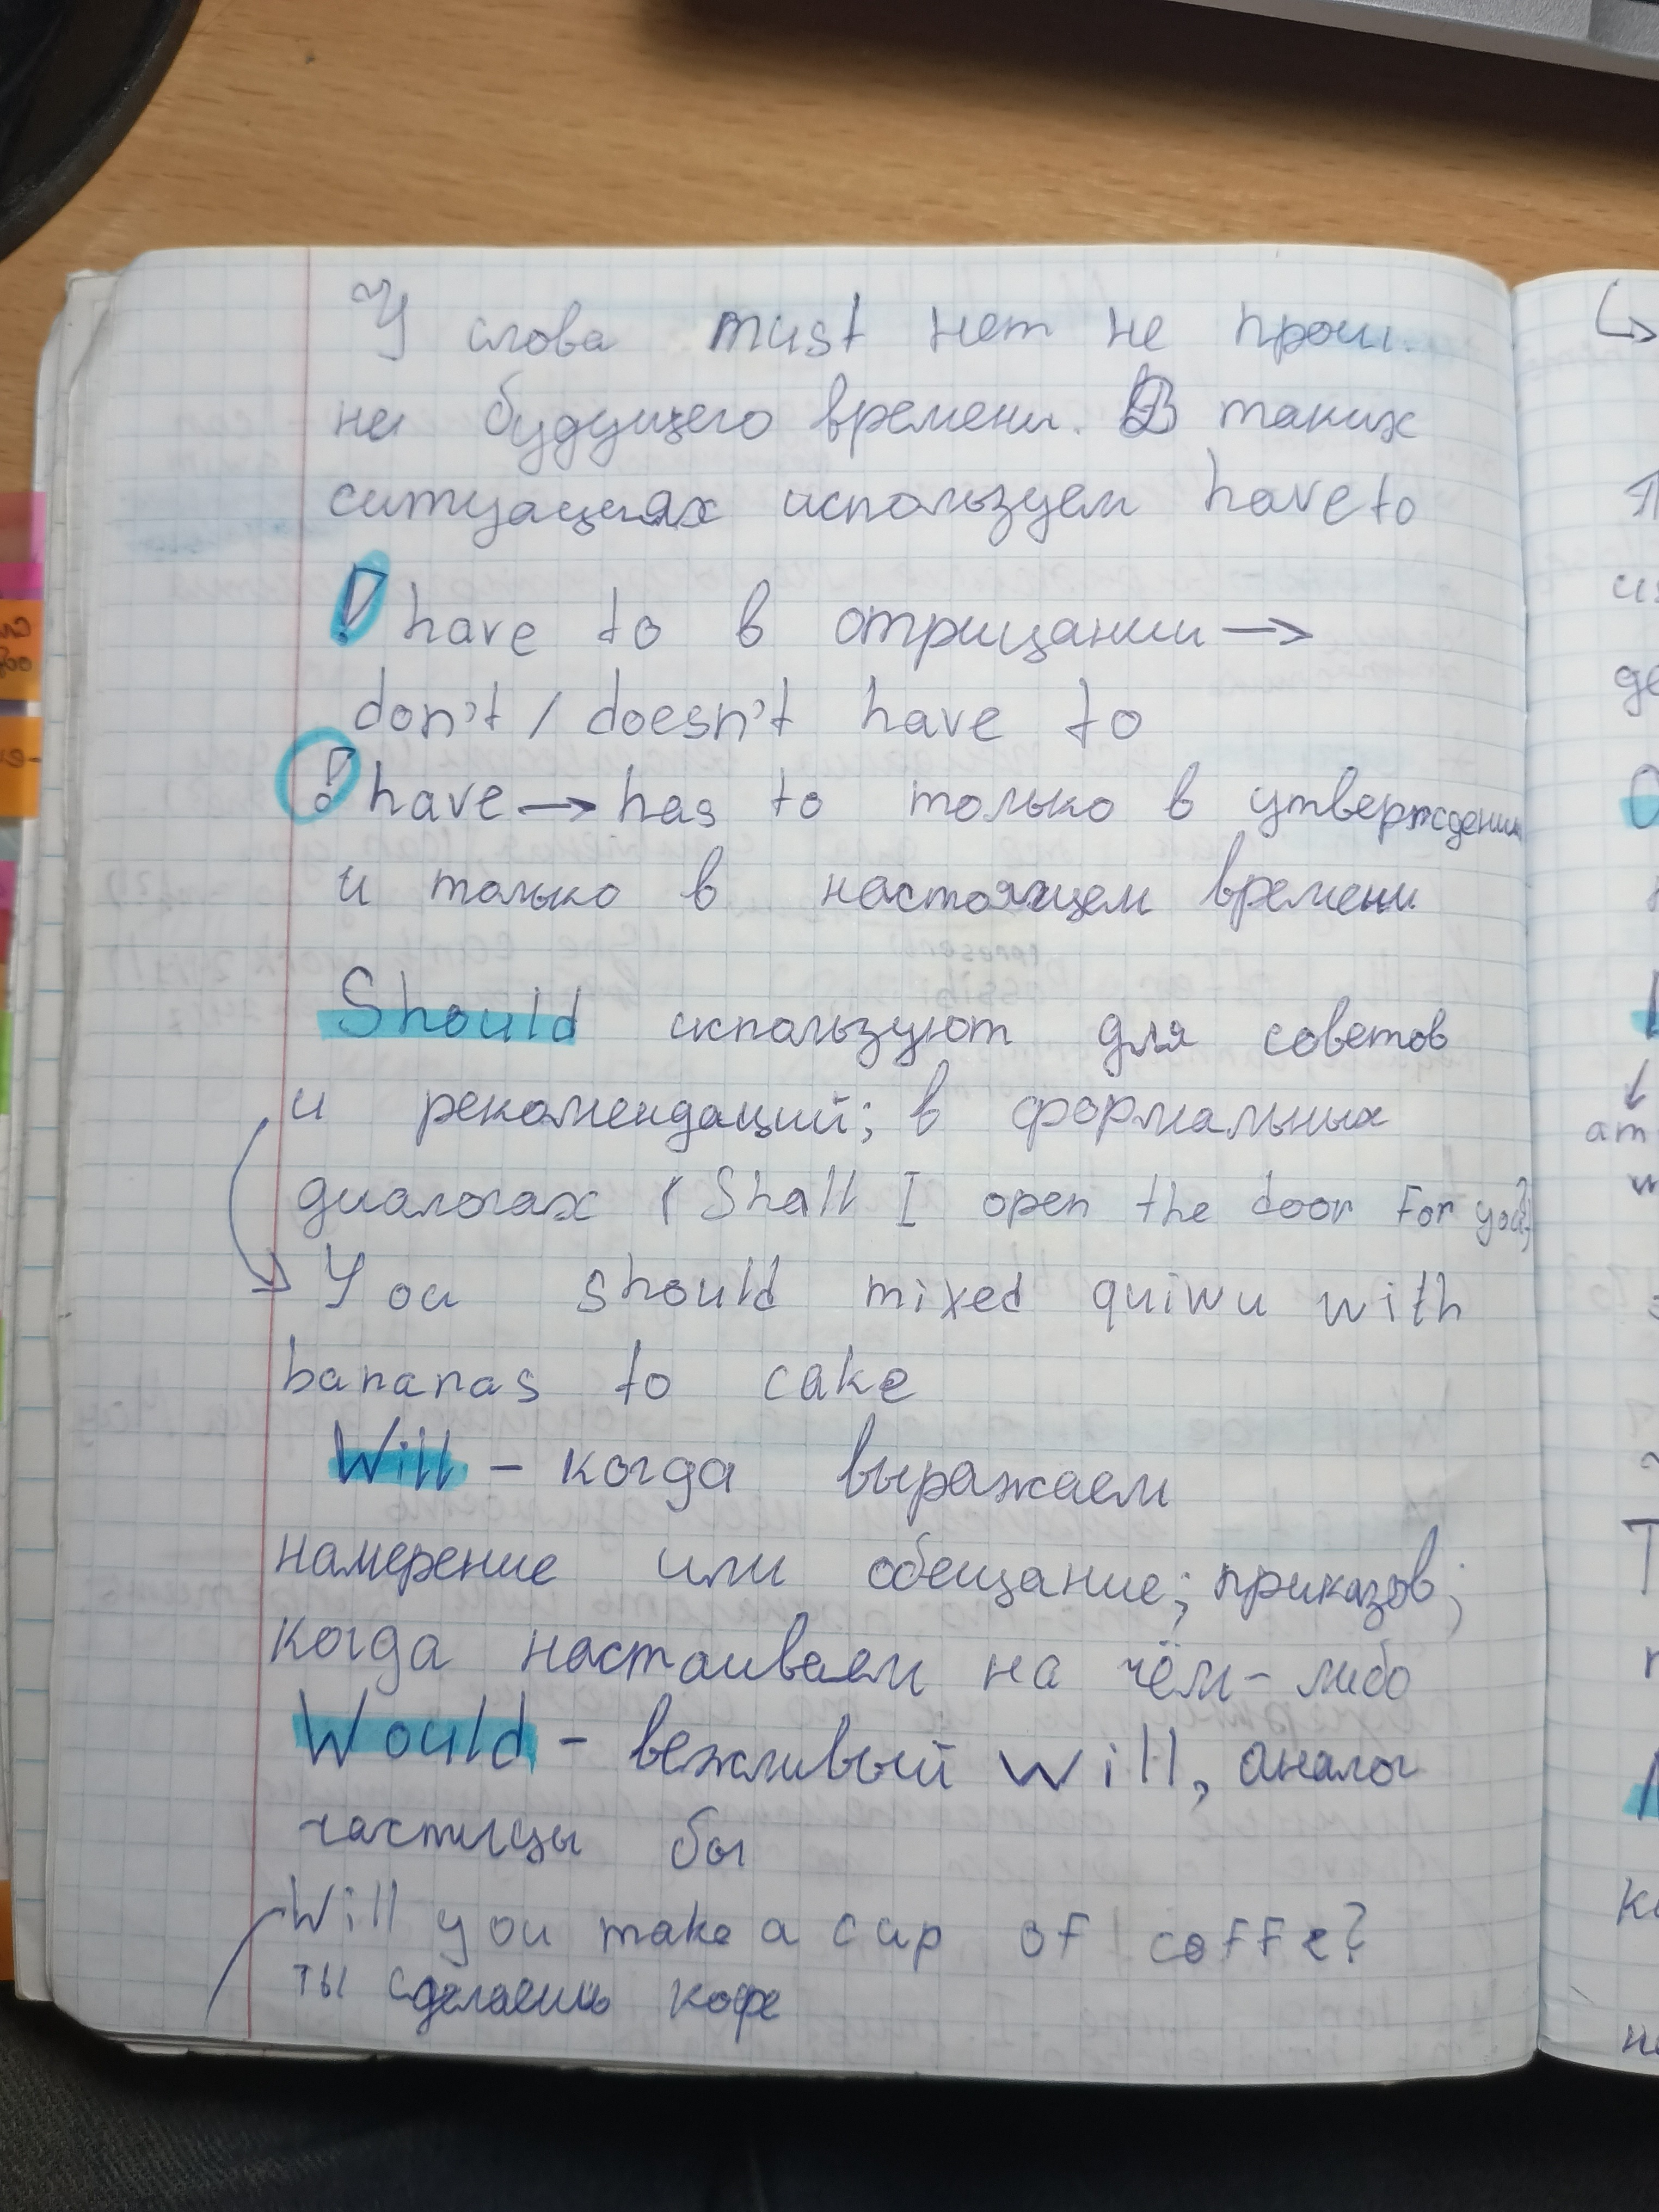 У слова must нет не прош.
ни будущего времени. В таких
ситуациях используем have to
! have to в отрицании →
don't / doesn't have to
! have → has to только в утверждении
и только в настоящем времени
Should используют для советов
и рекомендаций; в формальных
диалогах (Shall I open the door for you?)
You should mixed quiwu with
bananas to cake
Will - когда выражаем
намерение или обещание; приказов;
когда настаиваем на чём-либо
Would - вежливый will, аналог
частицы бы
Will you make a cup of coffe?
ты сделаешь кофе